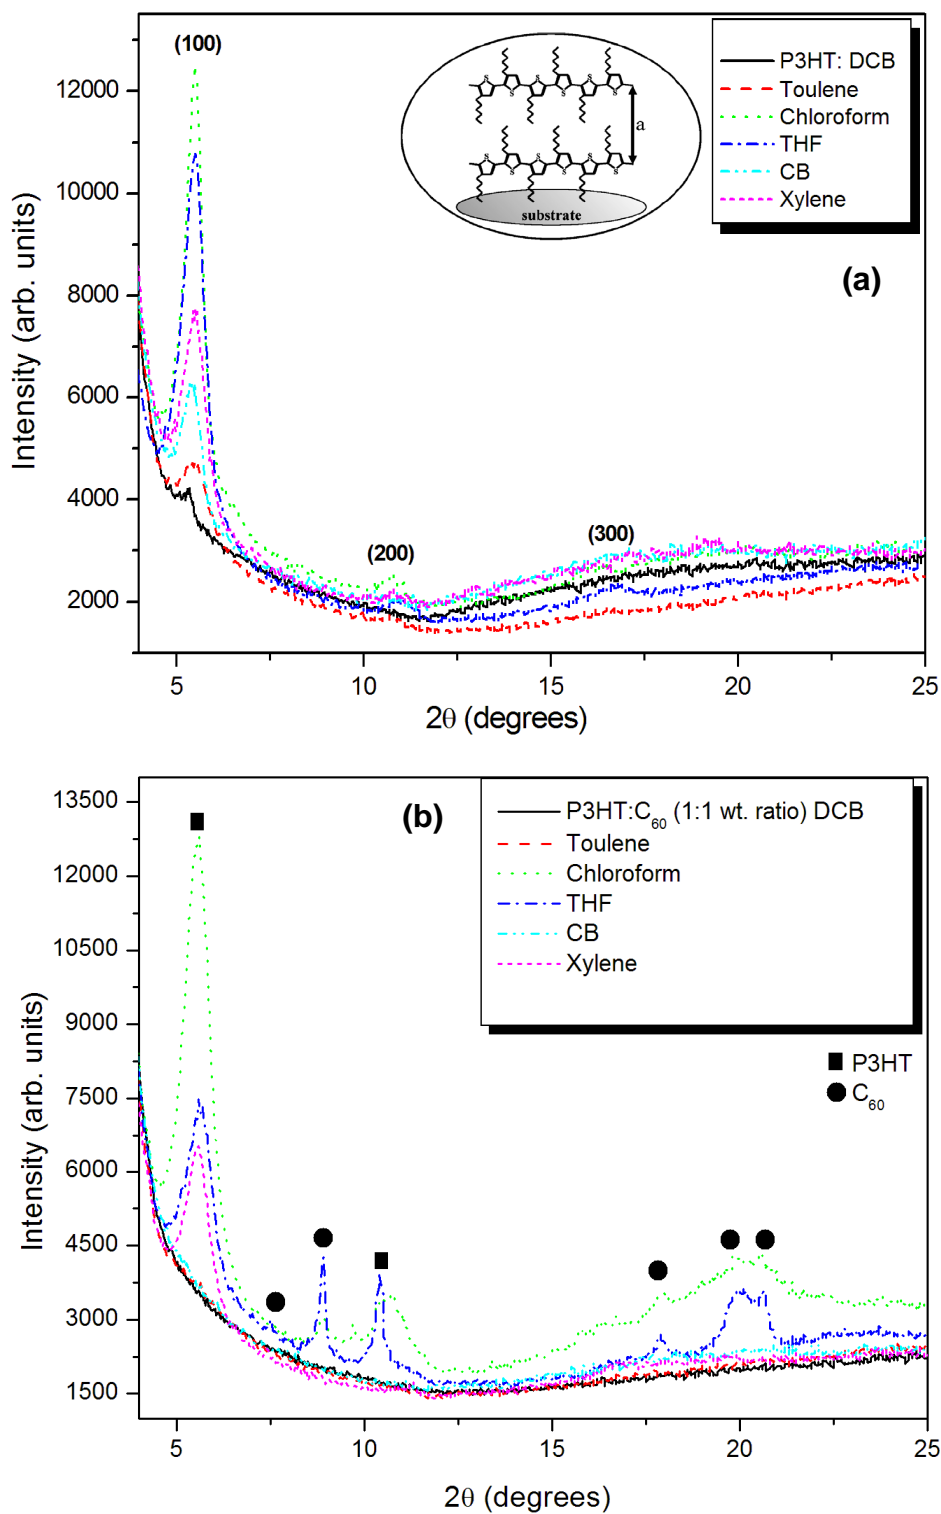 (100)
P3HT: DCB
Toulene
Chloroform
THF
CB
Xylene
S S S S S S
a
S S S S S S
substrate
(a)
(200)
(300)
12000
10000
8000
6000
4000
2000
Intensity (arb. units)
5 10 15 20 25
2θ (degrees)
(b)
P3HT:C60 (1:1 wt. ratio) DCB
Toulene
Chloroform
THF
CB
Xylene
P3HT
C60
13500
12000
10500
9000
7500
6000
4500
3000
1500
Intensity (arb. units)
5 10 15 20 25
2θ (degrees)